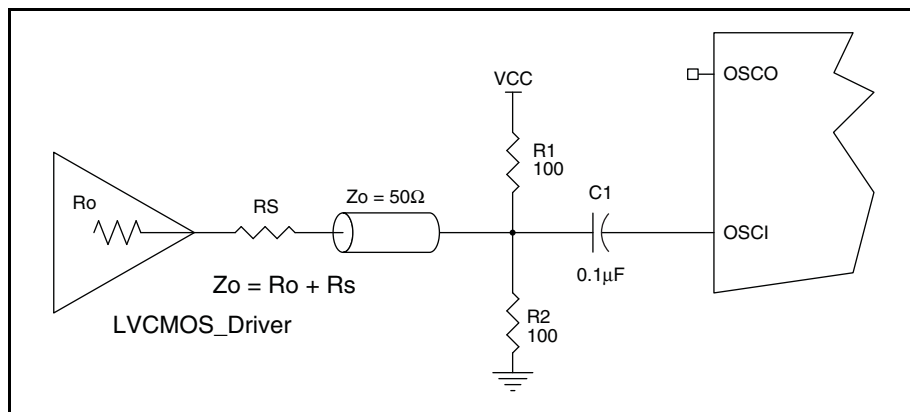 VCC
OSCO
R1
100
C1
Ro
RS
Zo = 50Ω
OSCI
0.1µF
Zo = Ro + Rs
R2
100
LVCMOS_Driver